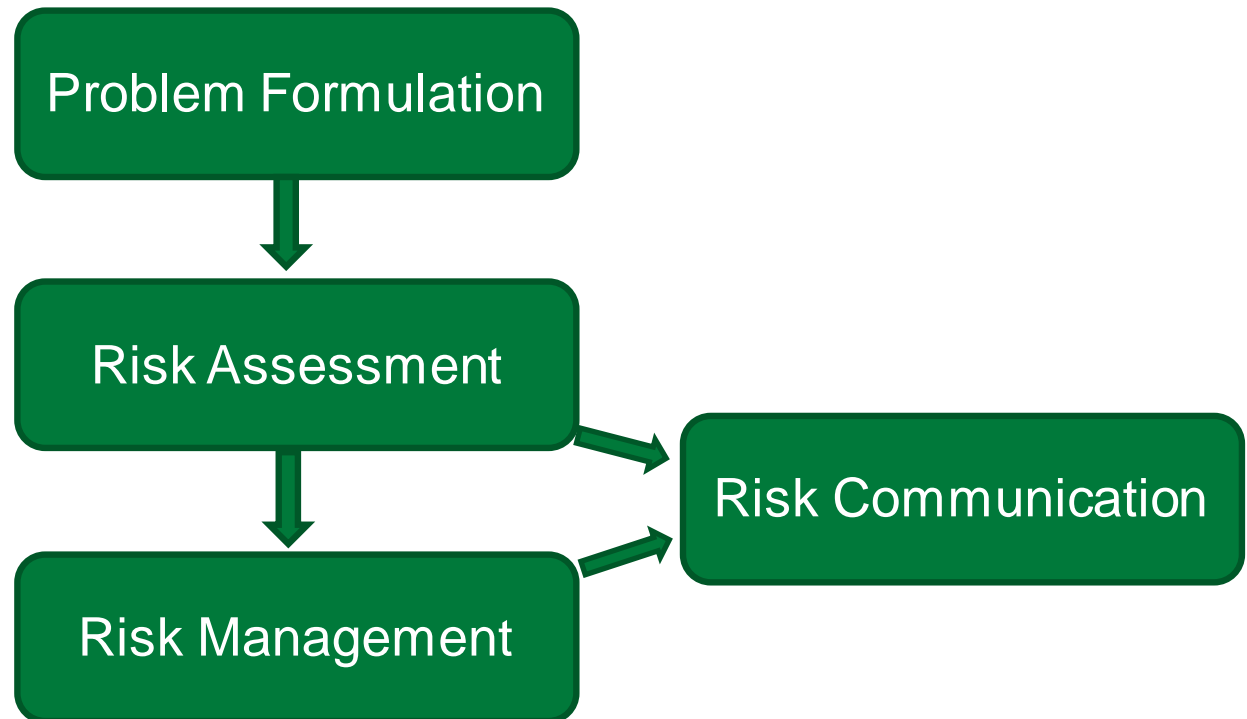 Problem Formulation
Risk Assessment
Risk Communication
Risk Management